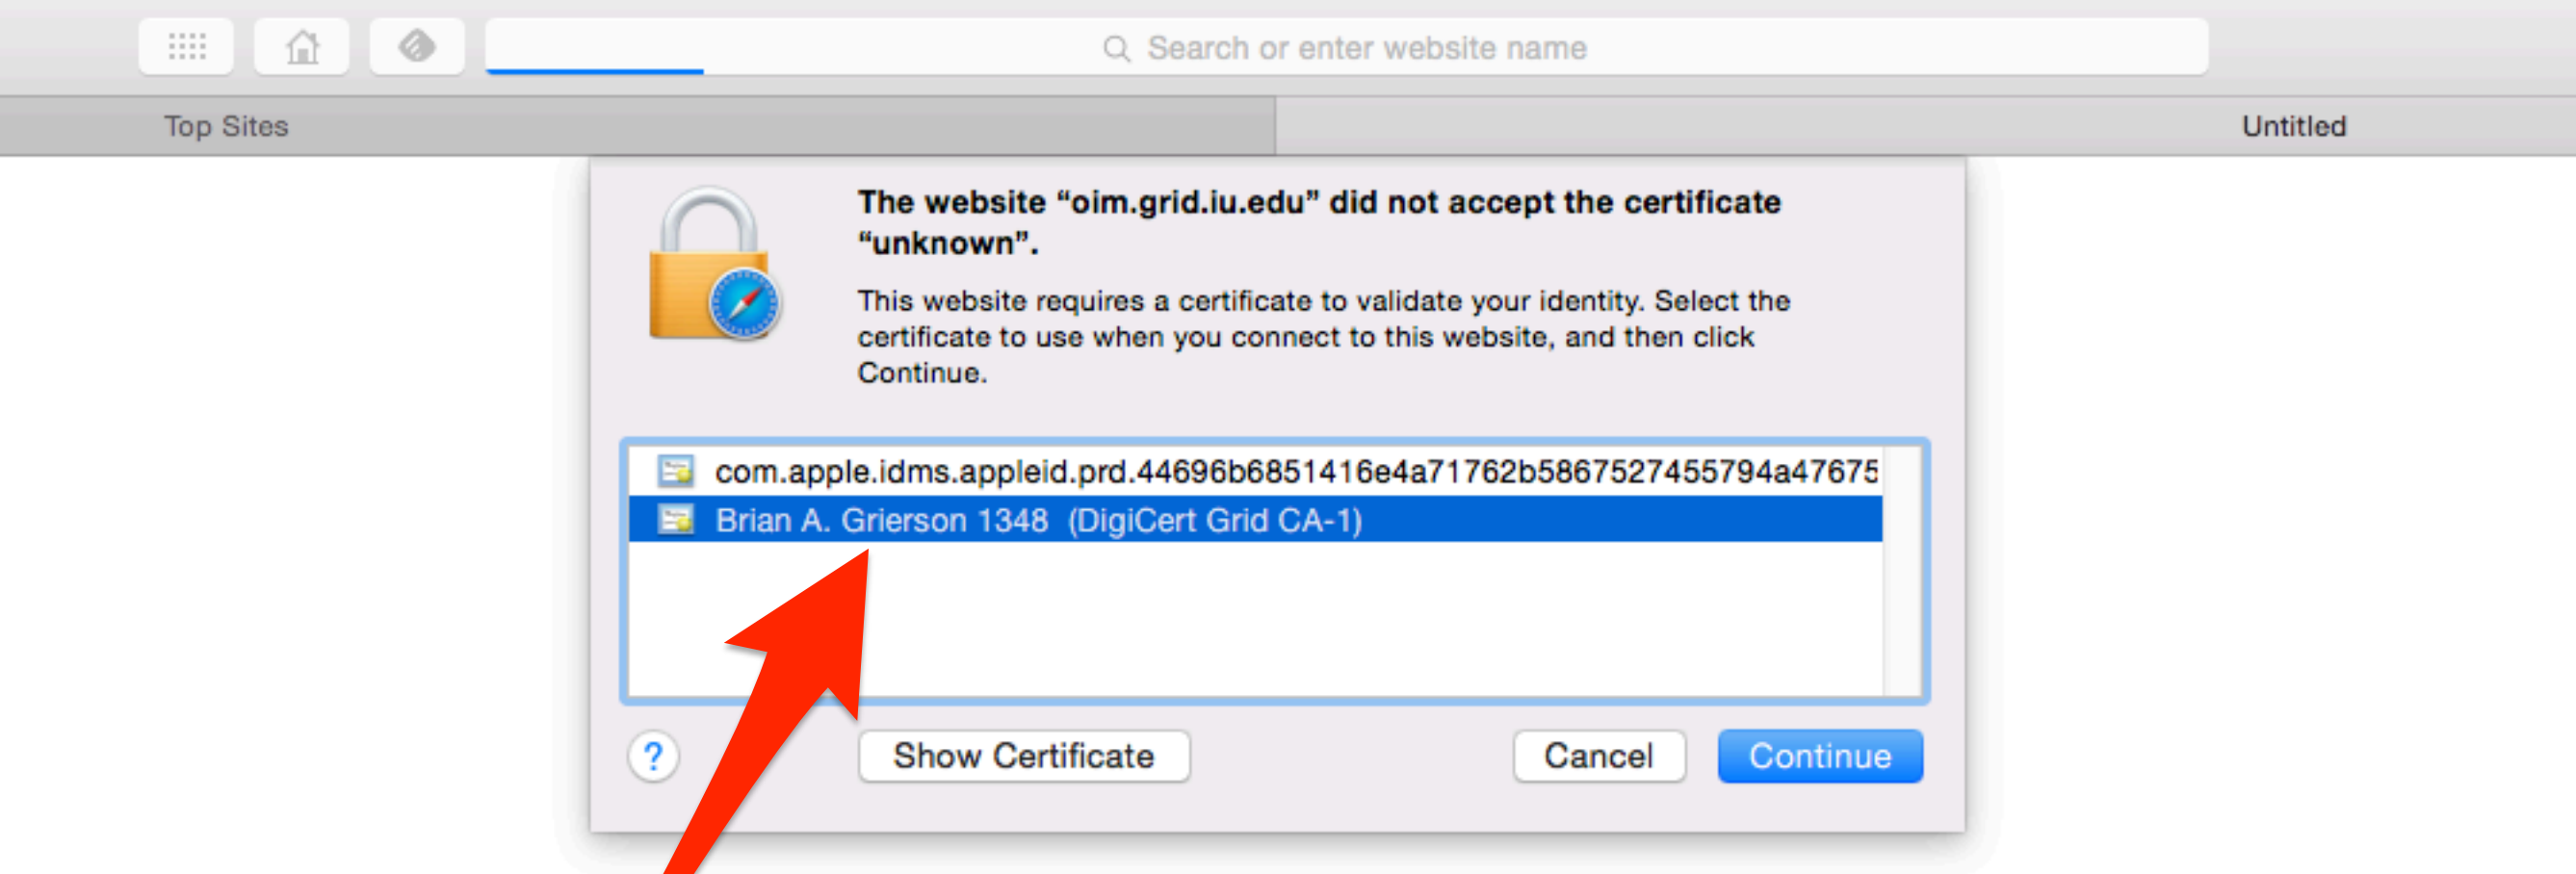 Search or enter website name
Top Sites
Untitled
The website “oim.grid.iu.edu” did not accept the certificate
“unknown”.
This website requires a certificate to validate your identity. Select the
certificate to use when you connect to this website, and then click
Continue.
com.apple.idms.appleid.prd.44696b6851416e4a71762b5867527455794a47675
Brian A. Grierson 1348 (DigiCert Grid CA-1)
?
Show Certificate
Cancel
Continue